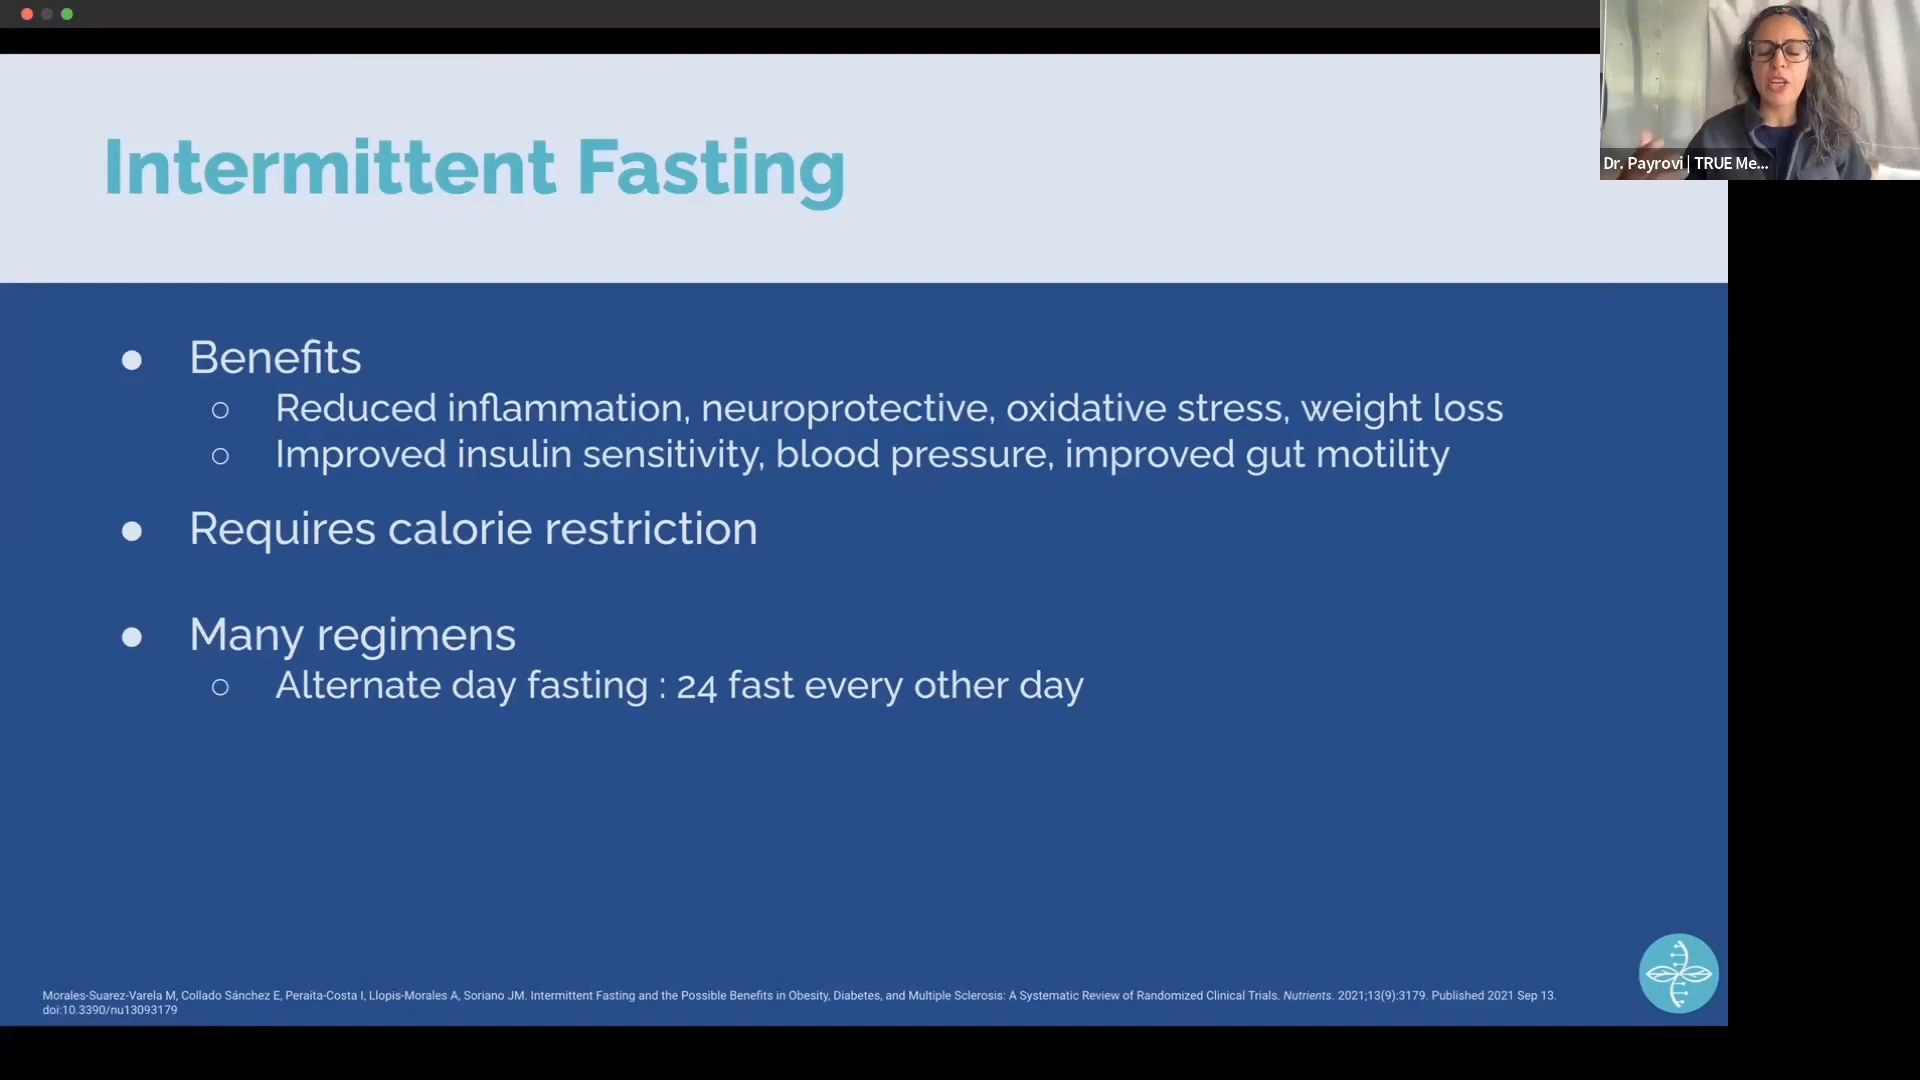 Dr. Payrovi | TRUE Me...
Intermittent Fasting
● Benefits
○ Reduced inflammation, neuroprotective, oxidative stress, weight loss
○ Improved insulin sensitivity, blood pressure, improved gut motility
● Requires calorie restriction
● Many regimens
○ Alternate day fasting : 24 fast every other day
Morales-Suarez-Varela M, Collado Sánchez E, Peraita-Costa I, Llopis-Morales A, Soriano JM. Intermittent Fasting and the Possible Benefits in Obesity, Diabetes, and Multiple Sclerosis: A Systematic Review of Randomized Clinical Trials. Nutrients. 2021;13(9):3179. Published 2021 Sep 13.
doi:10.3390/nu13093179